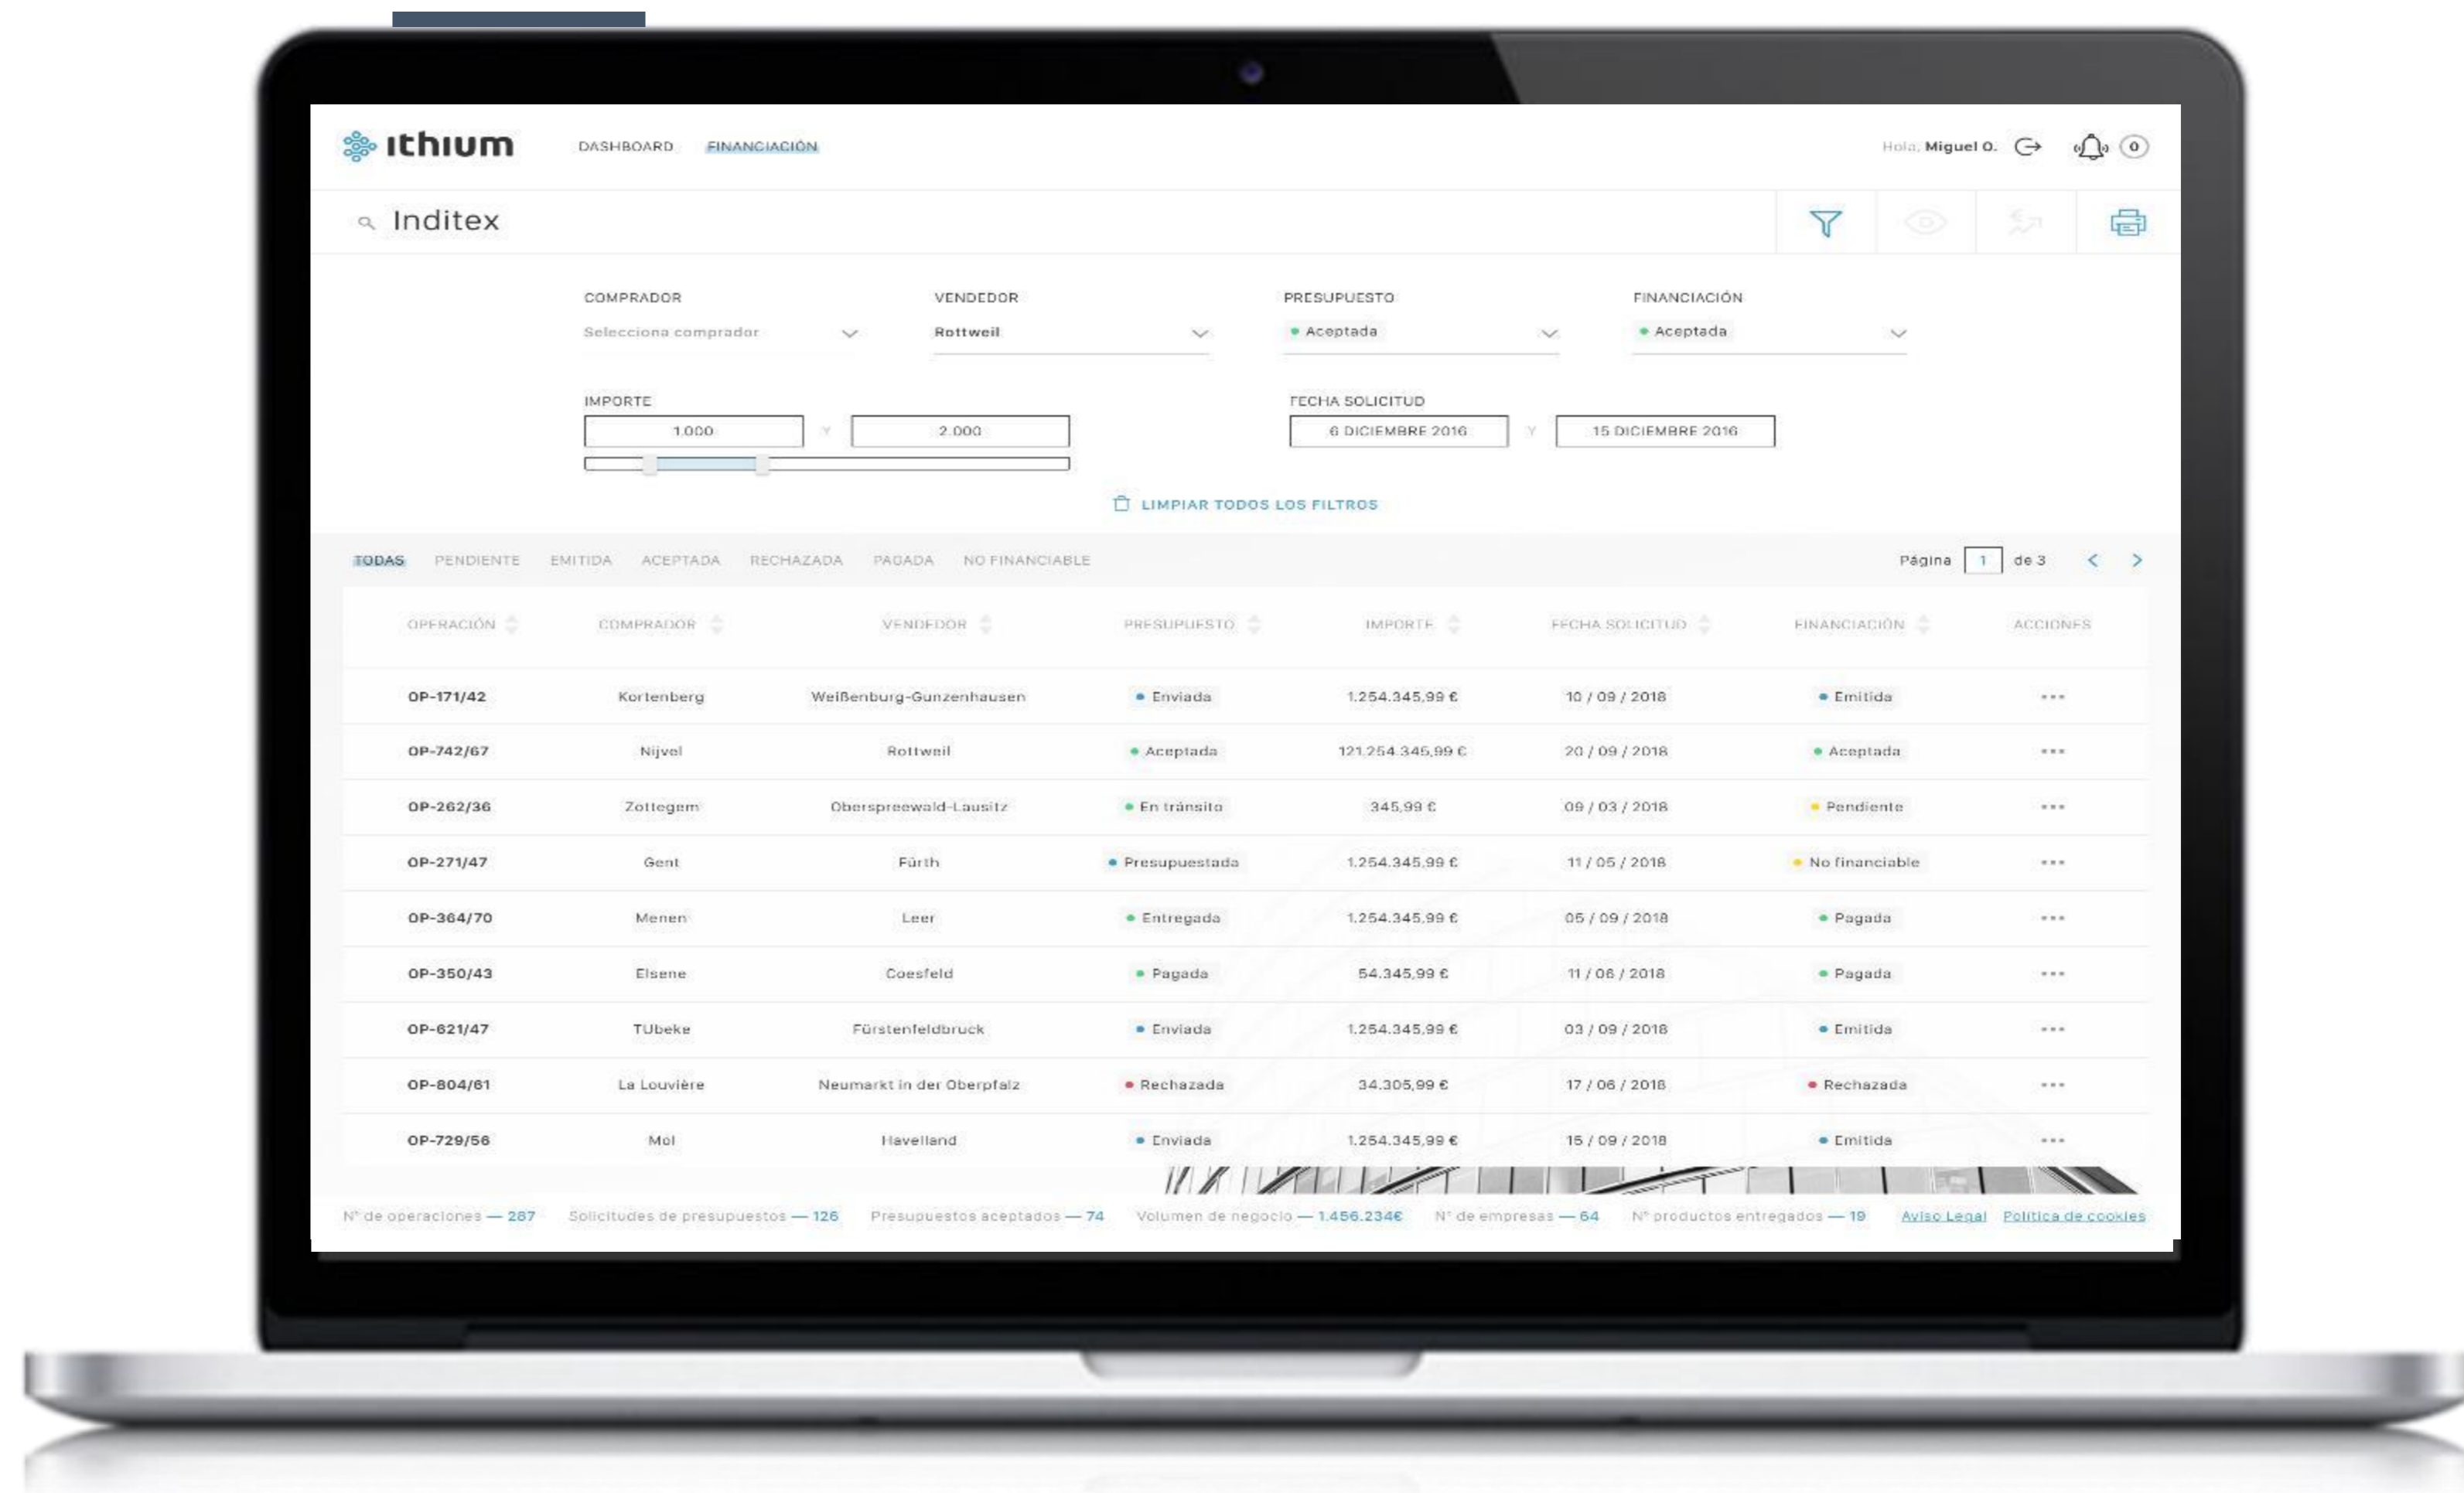 ithium DASHBOARD FINANCIACIÓN Hola, Miguel O. 0
Inditex
COMPRADOR VENDEDOR PRESUPUESTO FINANCIACIÓN
Selecciona comprador Rottweil Aceptada Aceptada
IMPORTE FECHA SOLICITUD
1.000 Y 2.000 6 DICIEMBRE 2016 Y 15 DICIEMBRE 2016
LIMPIAR TODOS LOS FILTROS
TODAS PENDIENTE EMITIDA ACEPTADA RECHAZADA PAGADA NO FINANCIABLE Página 1 de 3 < >
OPERACIÓN COMPRADOR VENDEDOR PRESUPUESTO IMPORTE FECHA SOLICITUD FINANCIACIÓN ACCIONES
OP-171/42 Kortenberg Weißenburg-Gunzenhausen Enviada 1.254.345,99 € 10 / 09 / 2018 Emitida
OP-742/67 Nijvel Rottweil Aceptada 121.254.345,99 € 20 / 09 / 2018 Aceptada
OP-262/36 Zottegem Oberspreewald-Lausitz En tránsito 345,99 € 09 / 03 / 2018 Pendiente
OP-271/47 Gent Fürth Presupuestada 1.254.345,99 € 11 / 05 / 2018 No financiable
OP-364/70 Menen Leer Entregada 1.254.345,99 € 05 / 09 / 2018 Pagada
OP-350/43 Elsene Coesfeld Pagada 54.345,99 € 11 / 06 / 2018 Pagada
OP-621/47 TUbeke Fürstenfeldbruck Enviada 1.254.345,99 € 03 / 09 / 2018 Emitida
OP-804/61 La Louvière Neumarkt in der Oberpfalz Rechazada 34.305,99 € 17 / 06 / 2018 Rechazada
OP-729/56 Mol Havelland Enviada 1.254.345,99 € 15 / 09 / 2018 Emitida
N° de operaciones — 287 Solicitudes de presupuestos — 126 Presupuestos aceptados — 74 Volumen de negocio — 1.456.234€ N° de empresas — 64 N° productos entregados — 19 Aviso Legal Política de cookies